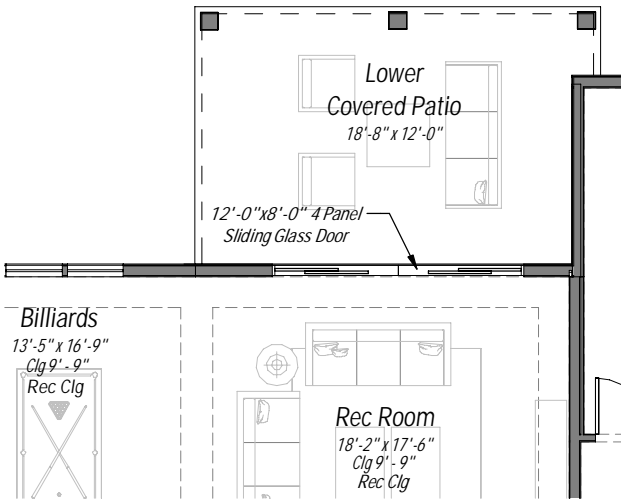 Lower
Covered Patio
18'-8" x 12'-0"
12'-0"x8'-0" 4 Panel
Sliding Glass Door
Billiards
13'-5" x 16'-9"
Clg 9' - 9"
Rec Clg
Rec Room
18'-2" x 17'-6"
Clg 9' - 9"
Rec Clg